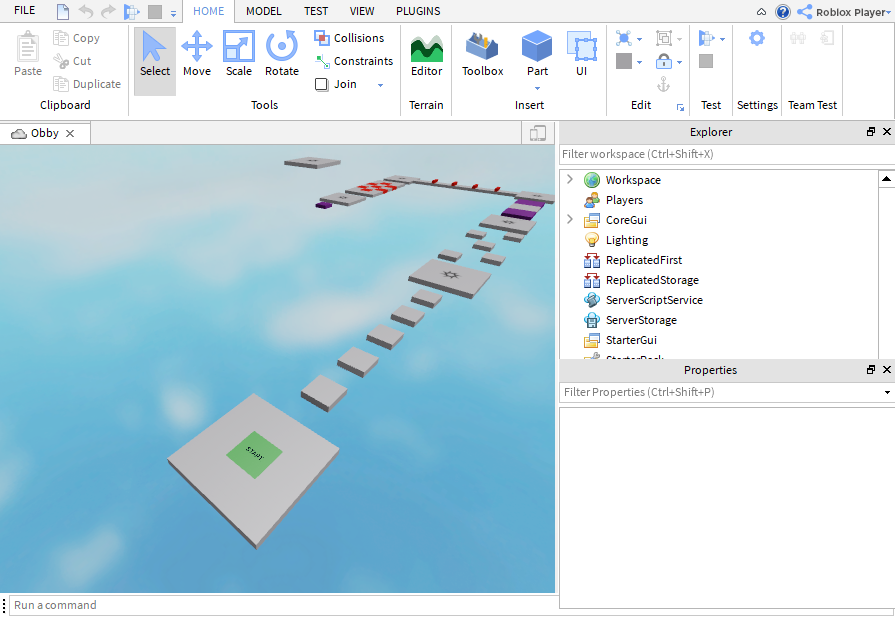 FILE HOME MODEL TEST VIEW PLUGINS Roblox Player
Paste Copy Cut Duplicate
Select Move Scale Rotate
Collisions Constraints Join
Editor Toolbox Part UI
Clipboard Tools Terrain Insert Edit Test Settings Team Test
Obby
START
Run a command
Explorer
Filter workspace (Ctrl+Shift+X)
Workspace
Players
CoreGui
Lighting
ReplicatedFirst
ReplicatedStorage
ServerScriptService
ServerStorage
StarterGui
StarterPack
Properties
Filter Properties (Ctrl+Shift+P)